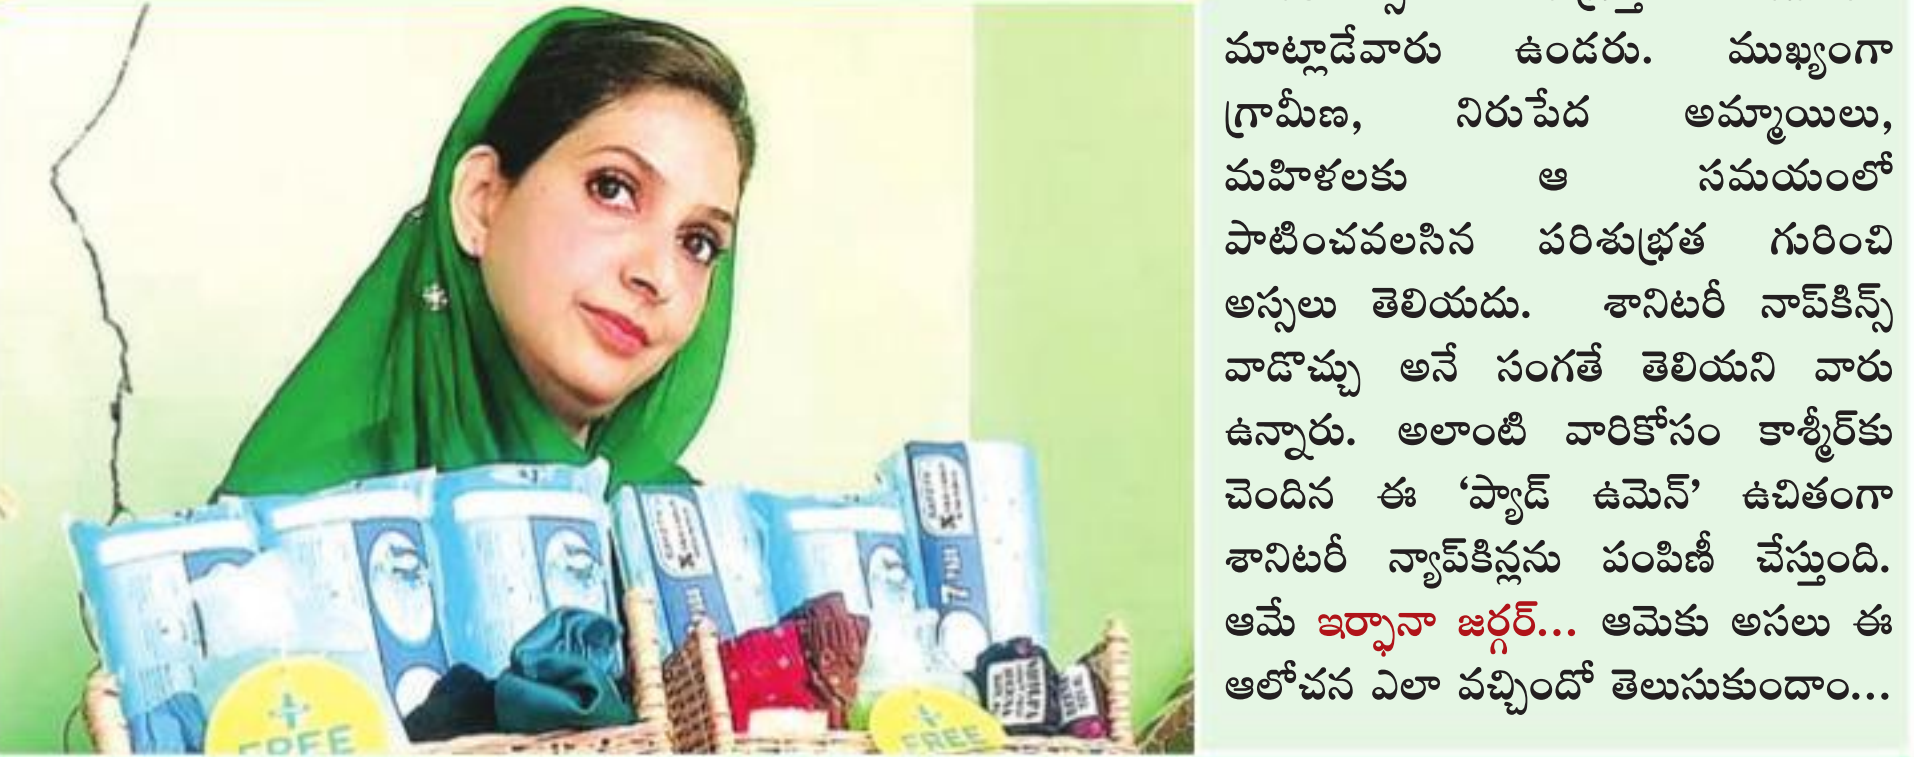 మాట్లాడేవారు ఉండరు. ముఖ్యంగా
గ్రామీణ, నిరుపేద అమ్మాయిలు,
మహిళలకు ఆ సమయంలో
పాటించవలసిన పరిశుభ్రత గురించి
అస్సలు తెలియదు. శానిటరీ నాప్‌కిన్స్
వాడొచ్చు అనే సంగతే తెలియని వారు
ఉన్నారు. అలాంటి వారికోసం కాశ్మీర్‌కు
చెందిన ఈ ‘ప్యాడ్ ఉమెన్’ ఉచితంగా
శానిటరీ న్యాప్‌కిన్లను పంపిణీ చేస్తుంది.
ఆమే ఇర్ఫానా జర్గర్... ఆమెకు అసలు ఈ
ఆలోచన ఎలా వచ్చిందో తెలుసుకుందాం...
FREE
FREE